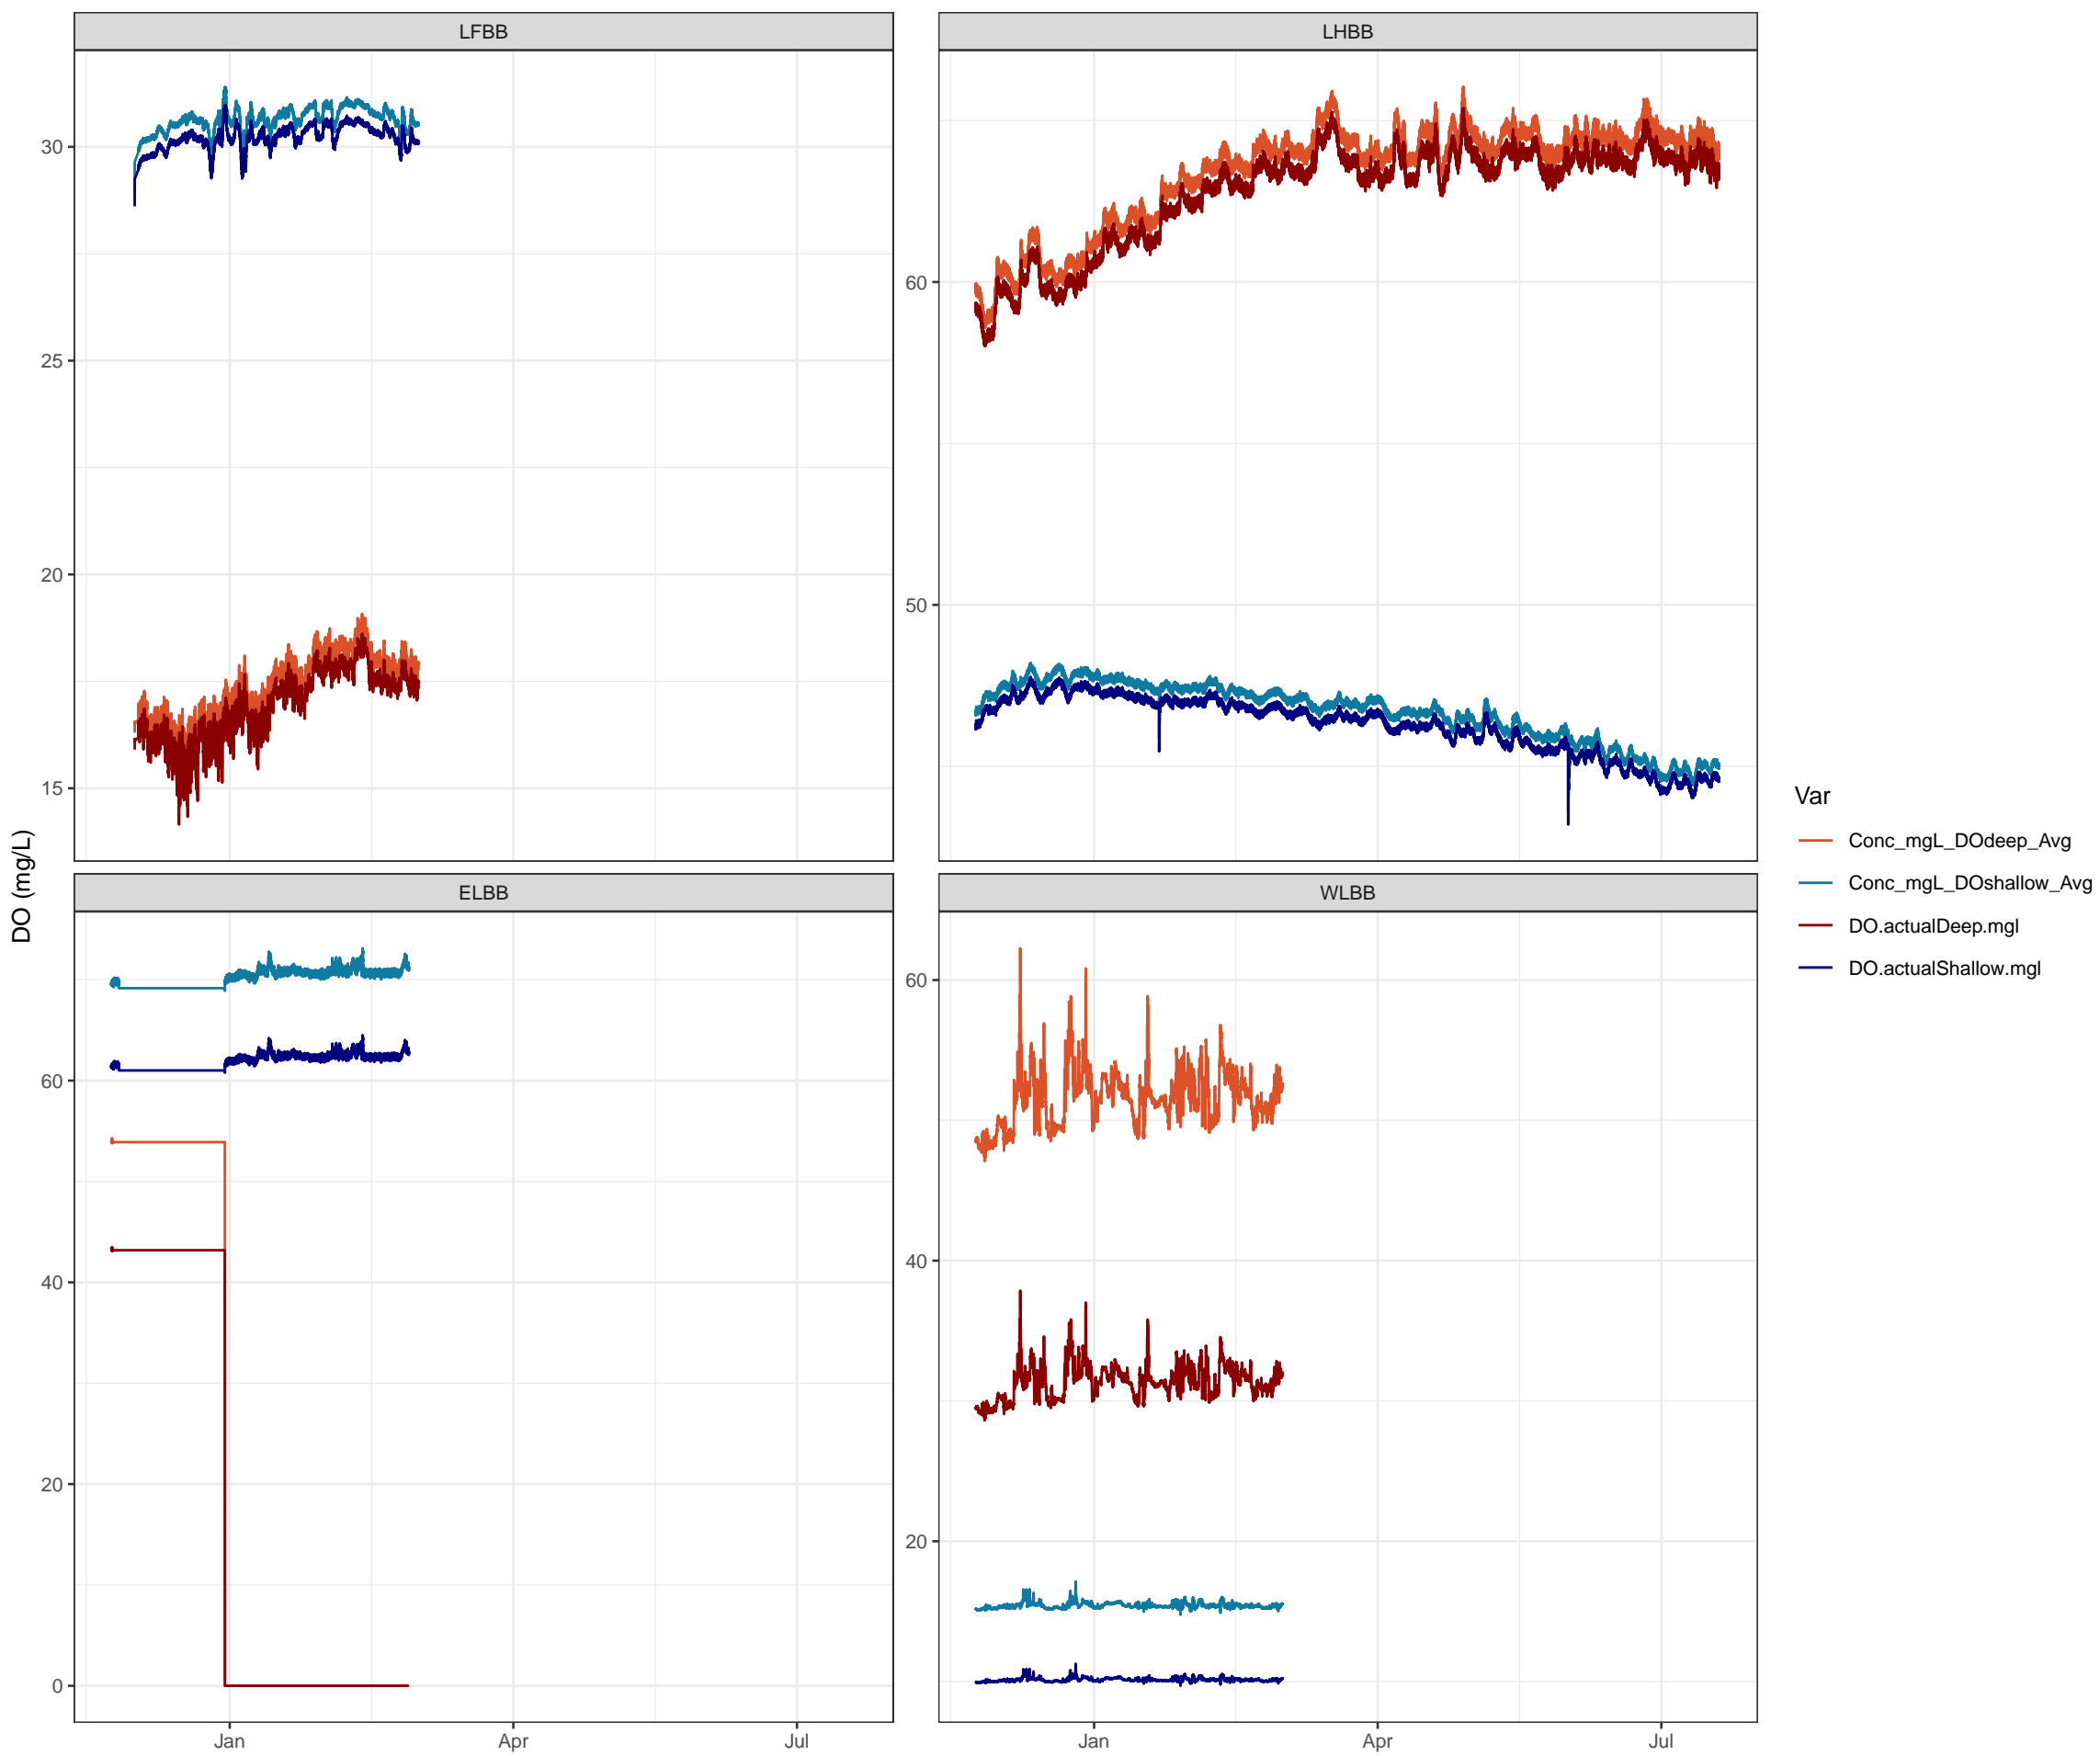 LFBB
LHBB
30
25
20
15
60
50
DO (mg/L)
ELBB
WLBB
60
40
20
0
60
40
20
Jan
Apr
Jul
Jan
Apr
Jul
Var
Conc_mgL_DOdeep_Avg
Conc_mgL_DOshallow_Avg
DO.actualDeep.mgl
DO.actualShallow.mgl